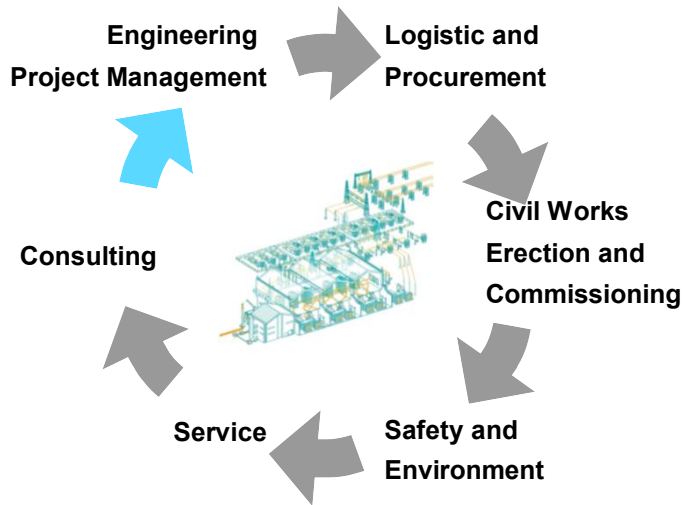 Engineering
Project Management
Logistic and
Procurement
Civil Works
Erection and
Commissioning
Safety and
Environment
Service
Consulting